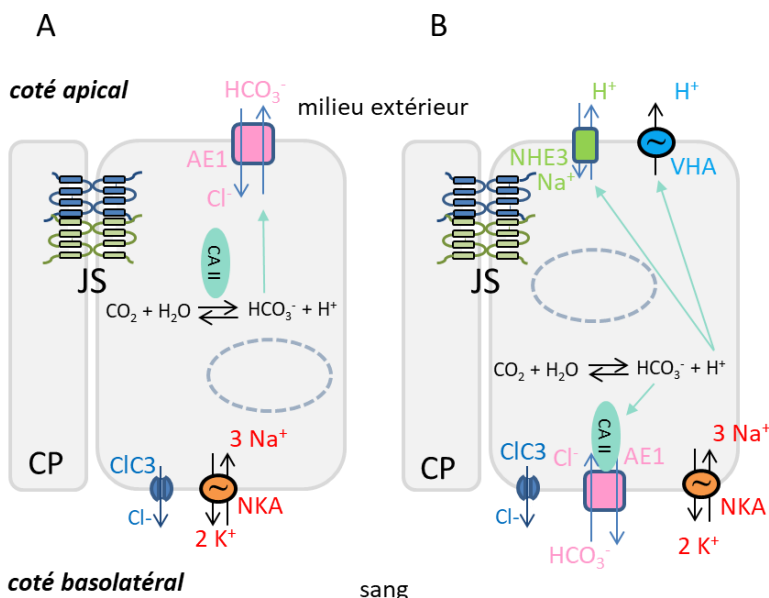 A
B
coté apical
HCO3-
milieu extérieur
H+
H+
AE1
NHE3
VHA
Cl-
Na+
~
CA II
JS
JS
CO2 + H2O
HCO3- + H+
CO2 + H2O
HCO3- + H+
CA II
CP
ClC3
3 Na+
~
NKA
Cl-
2 K+
CP
ClC3
Cl-
AE1
3 Na+
~
NKA
Cl-
2 K+
HCO3-
coté basolatéral
sang